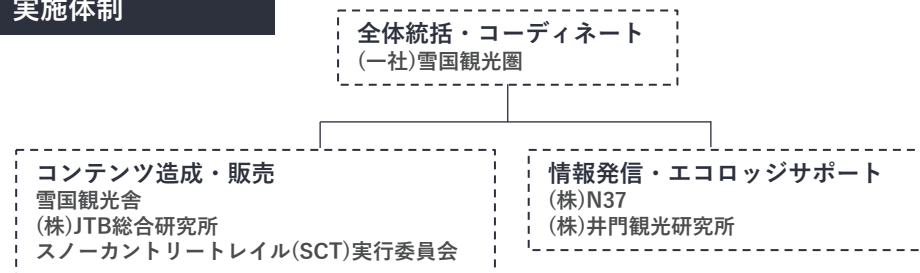 実施体制
全体統括・コーディネート
(一社)雪国観光圏
コンテンツ造成・販売
雪国観光舎
(株)JTB総合研究所
スノーカントリートレイル(SCT)実行委員会
情報発信・エコロッジサポート
(株)N37
(株)井門観光研究所